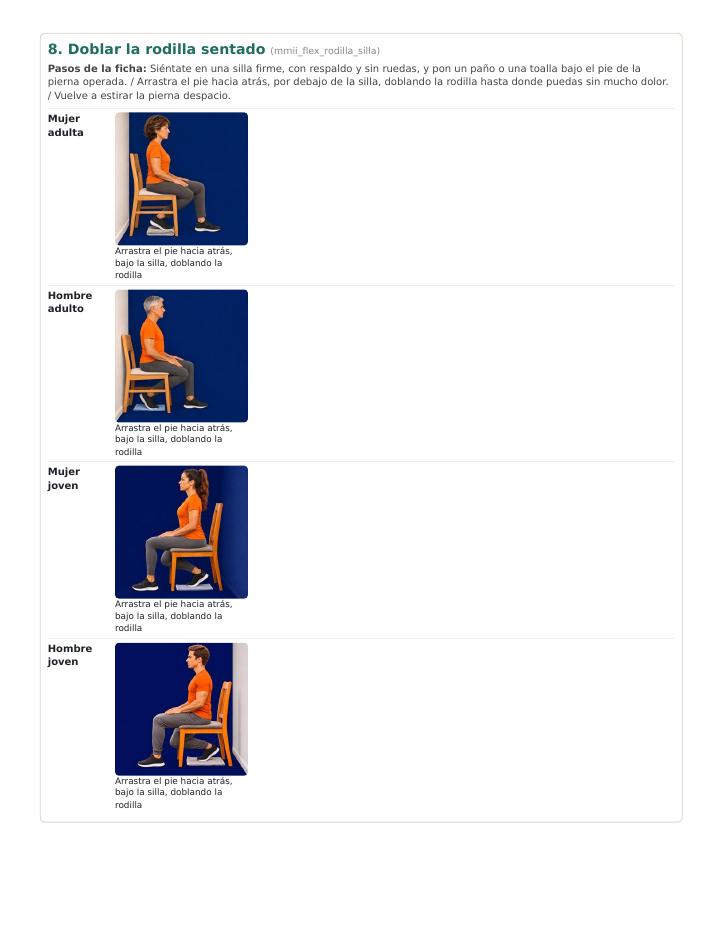 8. Doblar la rodilla sentado (mmii_flex_rodilla_silla)
Pasos de la ficha: Siéntate en una silla firme, con respaldo y sin ruedas, y pon un paño o una toalla bajo el pie de la
pierna operada. / Arrastra el pie hacia atrás, por debajo de la silla, doblando la rodilla hasta donde puedas sin mucho dolor.
/ Vuelve a estirar la pierna despacio.
Mujer
adulta
Arrastra el pie hacia atrás,
bajo la silla, doblando la
rodilla
Hombre
adulto
Arrastra el pie hacia atrás,
bajo la silla, doblando la
rodilla
Mujer
joven
Arrastra el pie hacia atrás,
bajo la silla, doblando la
rodilla
Hombre
joven
Arrastra el pie hacia atrás,
bajo la silla, doblando la
rodilla